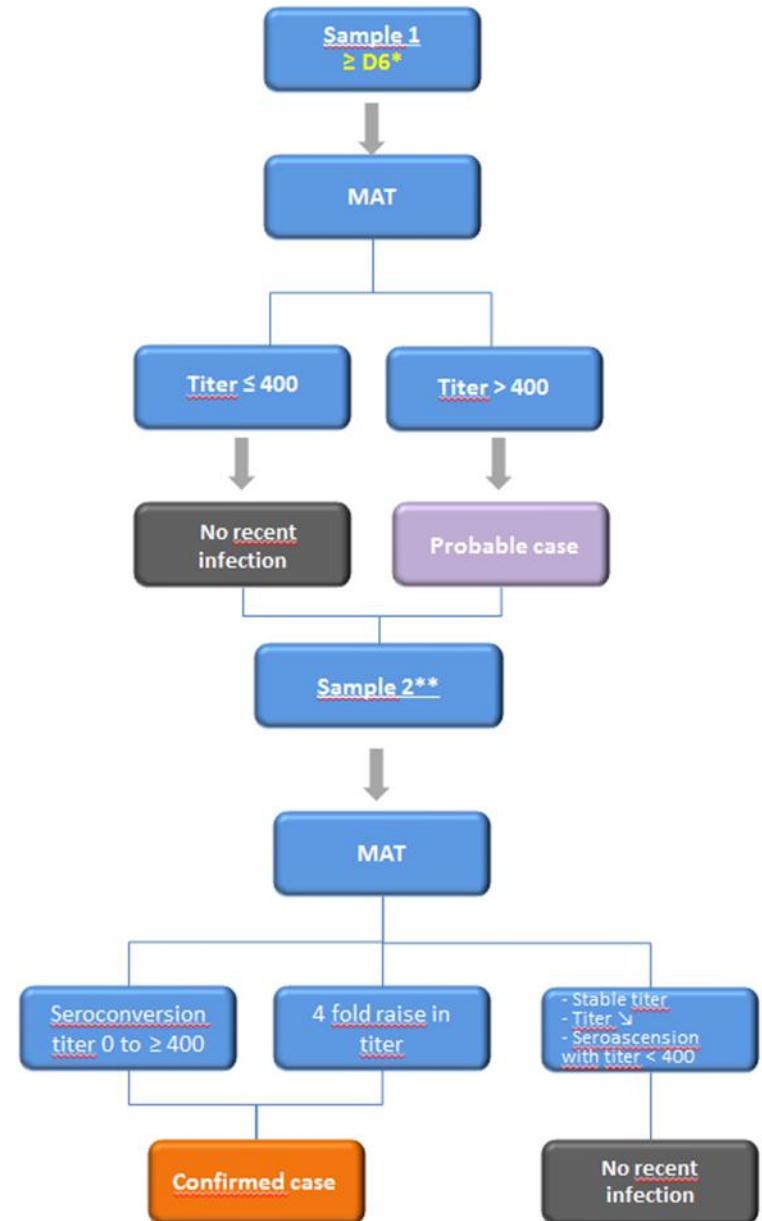 Sample 1
≥ D6*
MAT
Titer ≤ 400
Titer > 400
No recent
infection
Probable case
Sample 2**
MAT
Seroconversion
titer 0 to ≥ 400
4 fold raise in
titer
- Stable titer
- Titer ↘
- Seroascension
with titer < 400
Confirmed case
No recent
infection